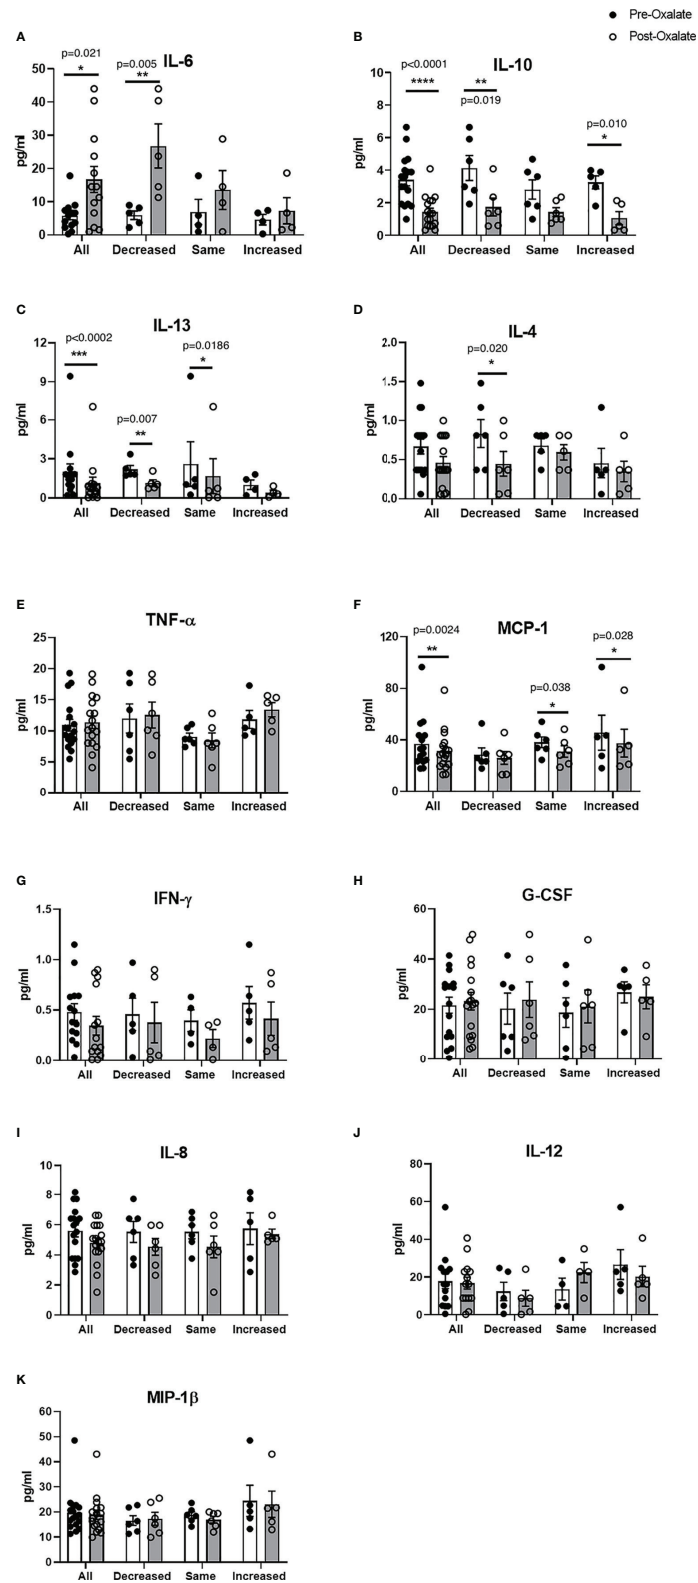 Pre-Oxalate
Post-Oxalate
A
IL-6
p=0.021
*
p=0.005
**
pg/ml
50
40
30
20
10
0
All Decreased Same Increased
B
IL-10
p<0.0001
****
**
p=0.019
p=0.010
*
pg/ml
10
8
6
4
2
0
All Decreased Same Increased
C
IL-13
p<0.0002
***
p=0.007
**
p=0.0186
*
pg/ml
12
9
6
3
0
All Decreased Same Increased
D
IL-4
p=0.020
*
pg/ml
2.0
1.5
1.0
0.5
0.0
All Decreased Same Increased
E
TNF-α
pg/ml
25
20
15
10
5
0
All Decreased Same Increased
F
MCP-1
p=0.0024
**
p=0.038
*
p=0.028
*
pg/ml
120
80
40
0
All Decreased Same Increased
G
IFN-γ
pg/ml
1.5
1.0
0.5
0.0
All Decreased Same Increased
H
G-CSF
pg/ml
60
40
20
0
All Decreased Same Increased
I
IL-8
pg/ml
10
8
6
4
2
0
All Decreased Same Increased
J
IL-12
pg/ml
80
60
40
20
0
All Decreased Same Increased
K
MIP-1β
pg/ml
60
50
40
30
20
10
0
All Decreased Same Increased